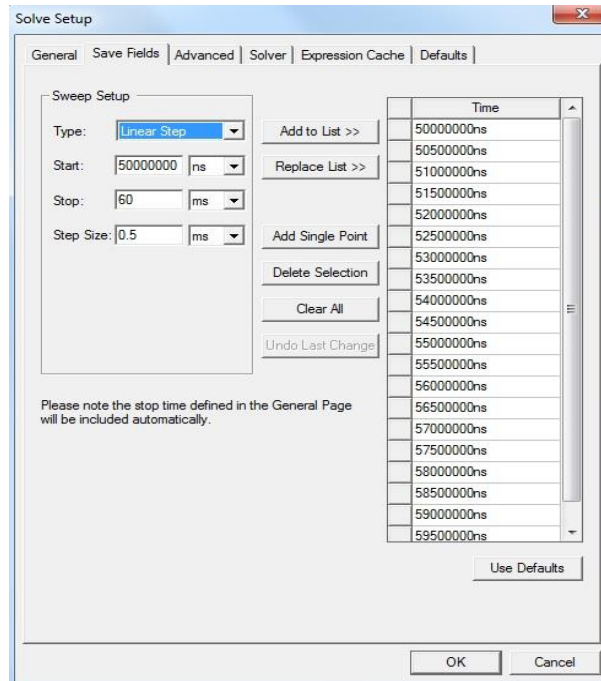 Solve Setup
General Save Fields Advanced Solver Expression Cache Defaults
Sweep Setup
Type: Linear Step
Start: 50000000 ns
Stop: 60 ms
Step Size: 0.5 ms
Add to List >>
Replace List >>
Add Single Point
Delete Selection
Clear All
Undo Last Change
Please note the stop time defined in the General Page
will be included automatically.
Time
50000000ns
50500000ns
51000000ns
51500000ns
52000000ns
52500000ns
53000000ns
53500000ns
54000000ns
54500000ns
55000000ns
55500000ns
56000000ns
56500000ns
57000000ns
57500000ns
58000000ns
58500000ns
59000000ns
59500000ns
Use Defaults
OK Cancel